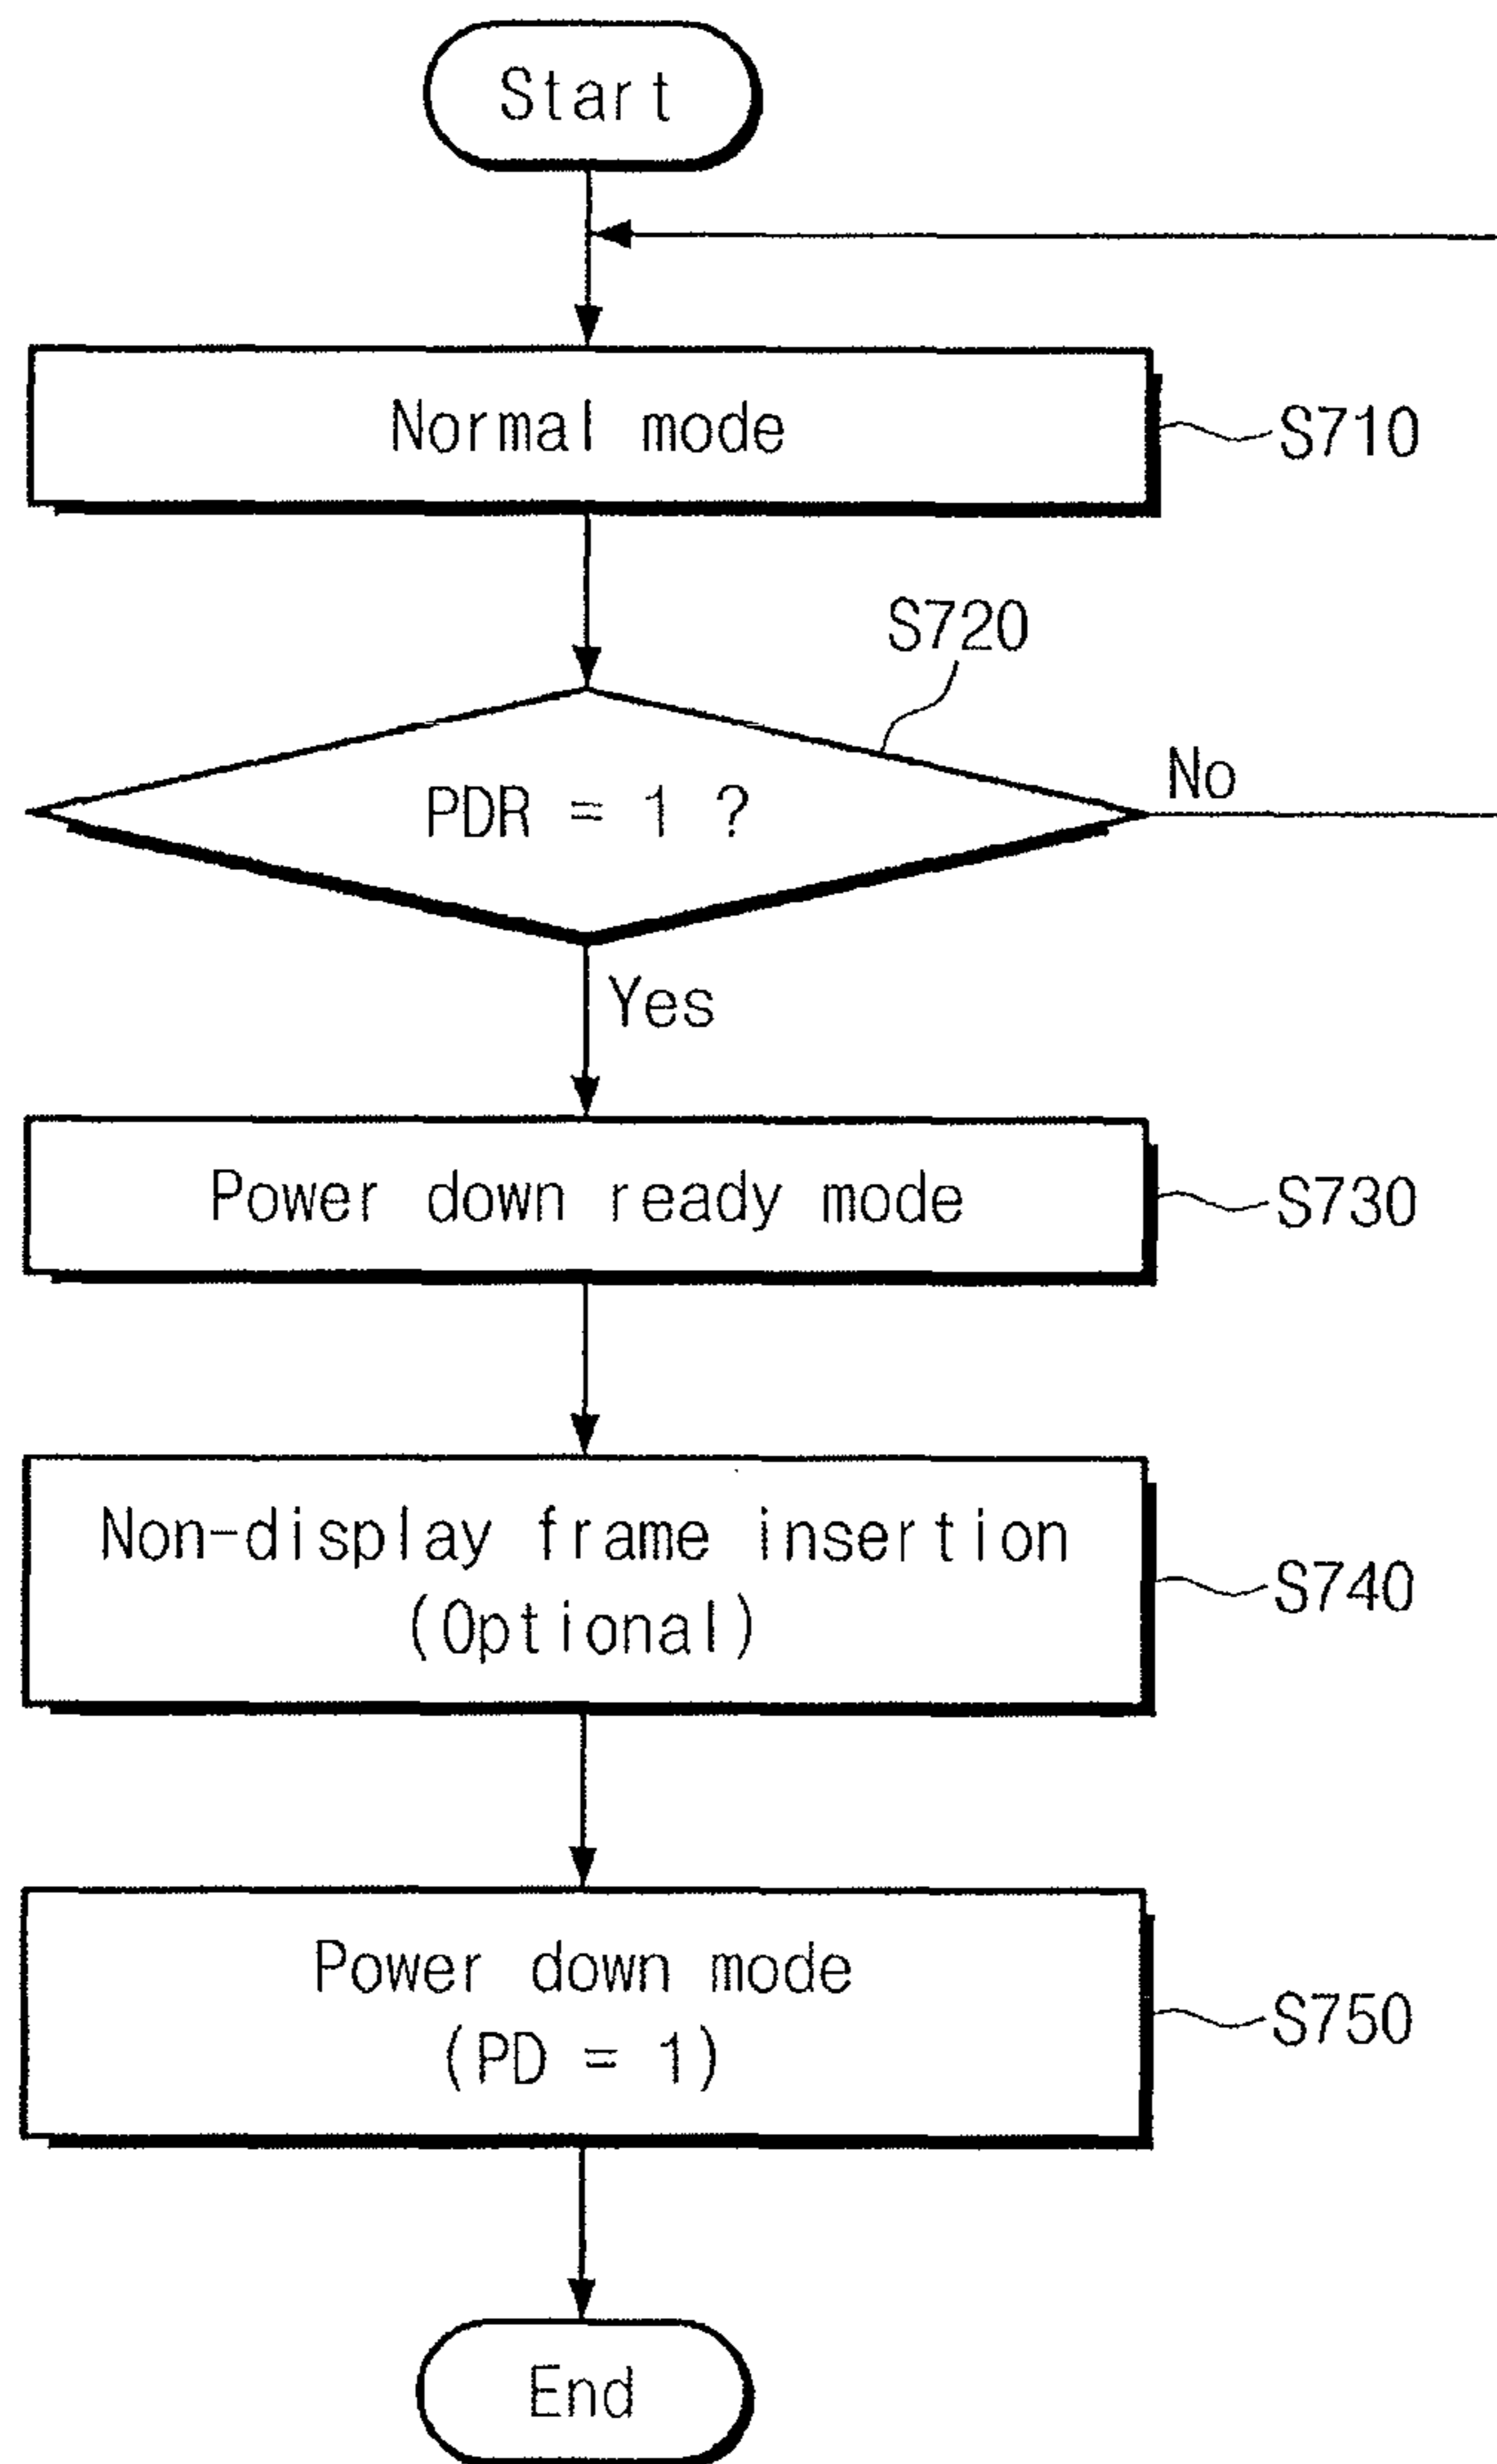 Start
Normal mode
S710
S720
PDR = 1 ?
No
Yes
Power down ready mode
S730
Non-display frame insertion
(Optional)
S740
Power down mode
(PD = 1)
S750
End